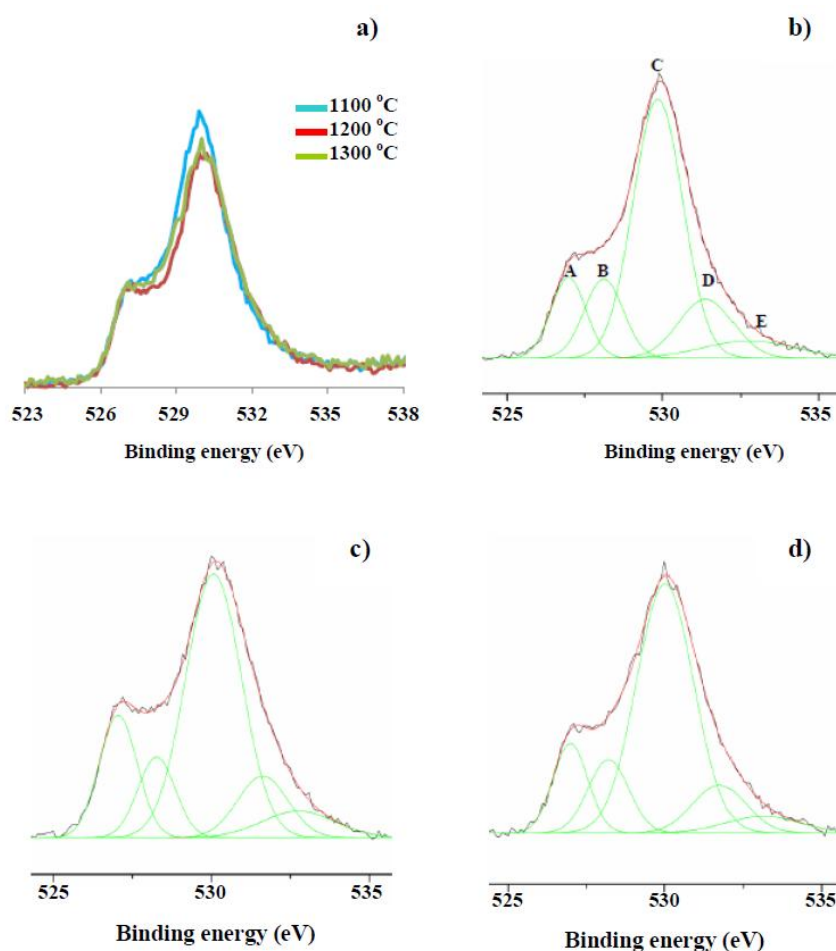 a)
1100 °C
1200 °C
1300 °C
523 526 529 532 535 538
Binding energy (eV)
b)
C
A B
D
E
525 530 535
Binding energy (eV)
c)
525 530 535
Binding energy (eV)
d)
525 530 535
Binding energy (eV)